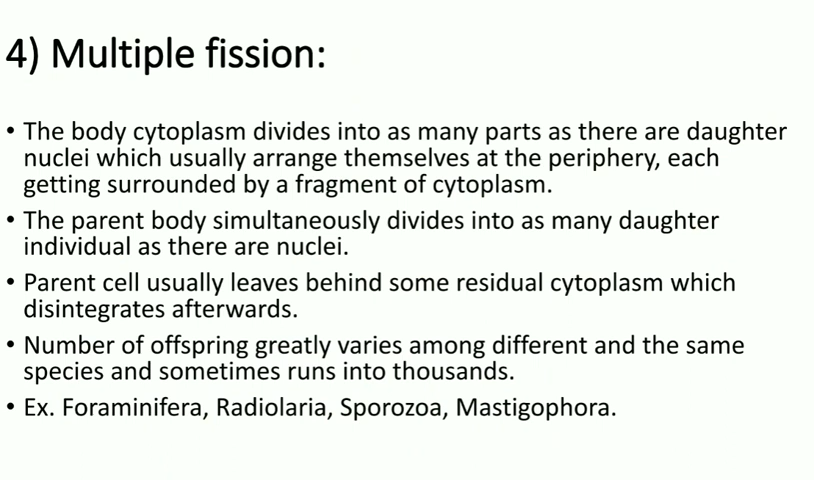 4) Multiple fission:
• The body cytoplasm divides into as many parts as there are daughter
nuclei which usually arrange themselves at the periphery, each
getting surrounded by a fragment of cytoplasm.
• The parent body simultaneously divides into as many daughter
individual as there are nuclei.
• Parent cell usually leaves behind some residual cytoplasm which
disintegrates afterwards.
• Number of offspring greatly varies among different and the same
species and sometimes runs into thousands.
• Ex. Foraminifera, Radiolaria, Sporozoa, Mastigophora.